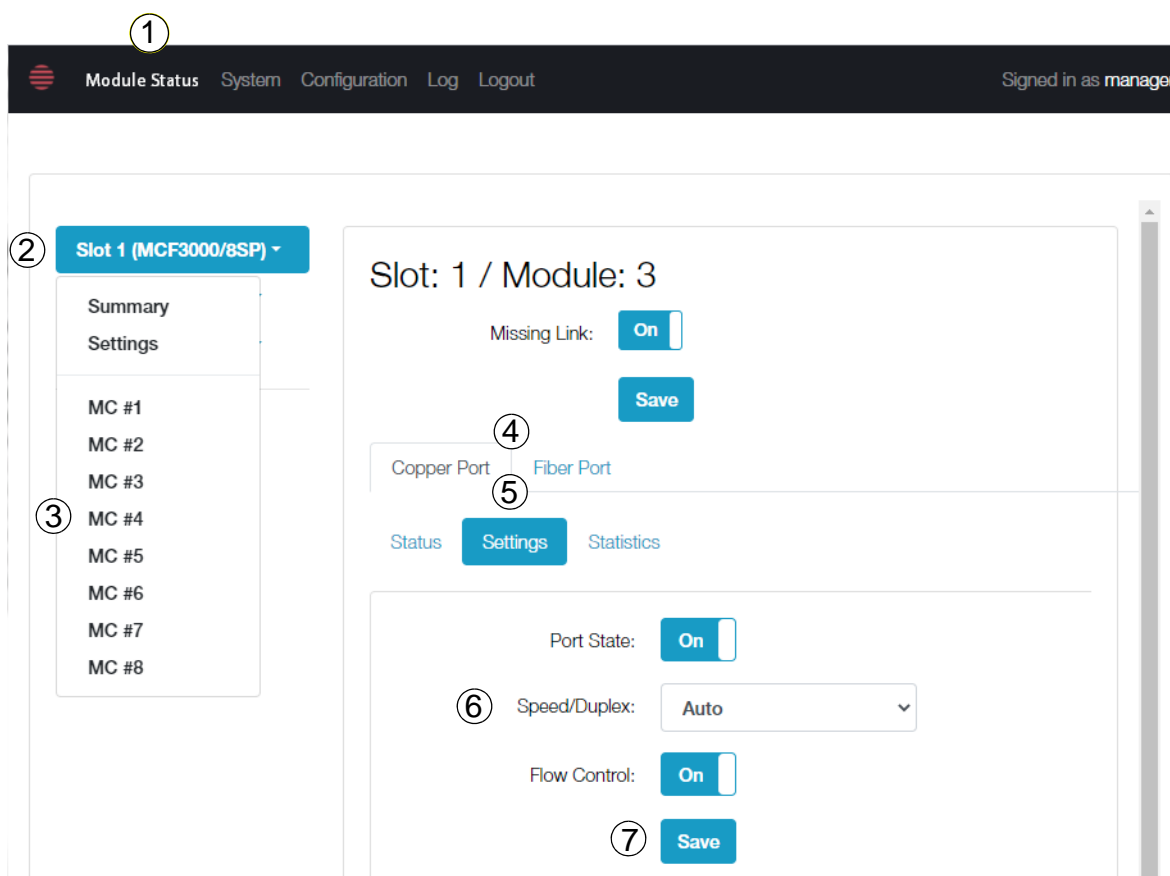 1
Module Status System Configuration Log Logout Signed in as manager
2 Slot 1 (MCF3000/8SP)
Summary
Settings
MC #1
MC #2
MC #3
3 MC #4
MC #5
MC #6
MC #7
MC #8
Slot: 1 / Module: 3
Missing Link: On
Save
4
Copper Port Fiber Port
5
Status Settings Statistics
Port State: On
6 Speed/Duplex: Auto
Flow Control: On
7 Save